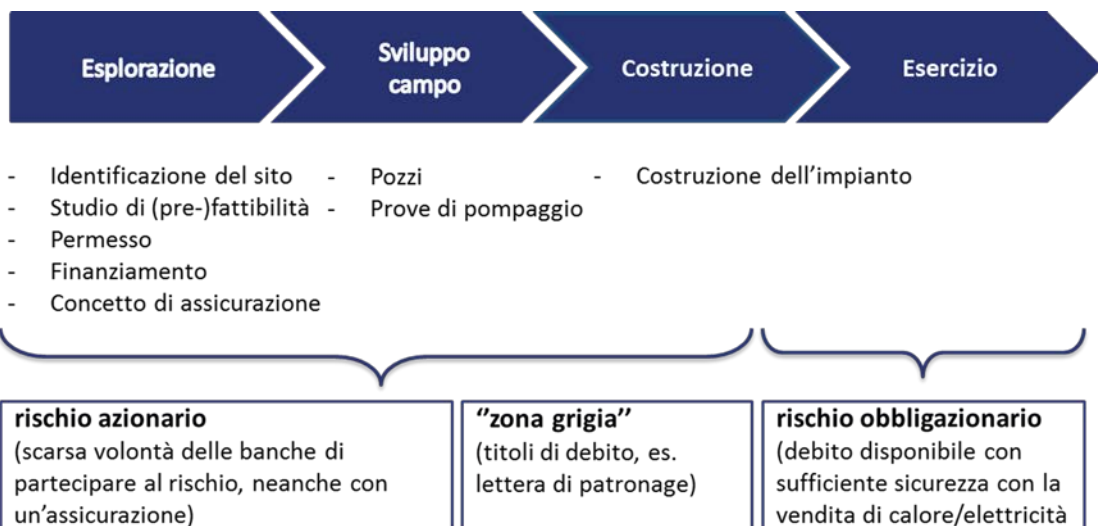 Esplorazione
Sviluppo
campo
Costruzione
Esercizio
- Identificazione del sito
- Studio di (pre-)fattibilità
- Permesso
- Finanziamento
- Concetto di assicurazione
- Pozzi
- Prove di pompaggio
- Costruzione dell'impianto
rischio azionario
(scarsa volontà delle banche di
partecipare al rischio, neanche con
un'assicurazione)
"zona grigia"
(titoli di debito, es.
lettera di patronage)
rischio obbligazionario
(debito disponibile con
sufficiente sicurezza con la
vendita di calore/elettricità